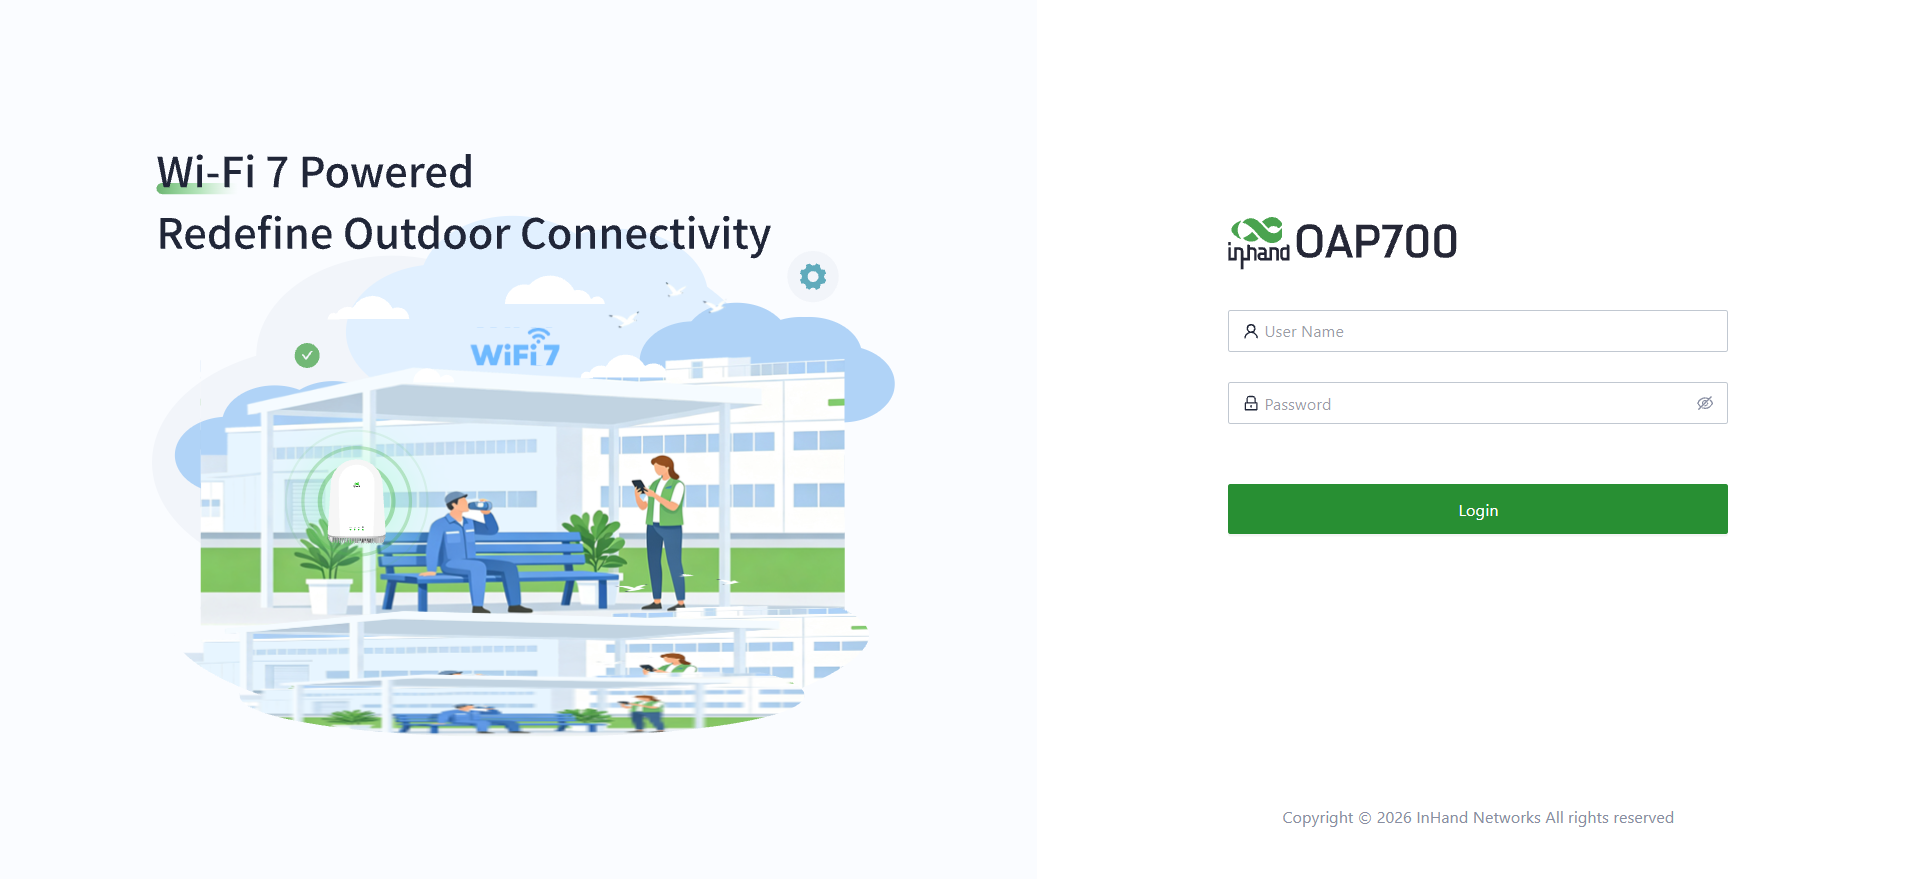 Wi-Fi 7 Powered
Redefine Outdoor Connectivity
WiFi 7
inhand OAP700
User Name
Password
Login
Copyright © 2026 InHand Networks All rights reserved